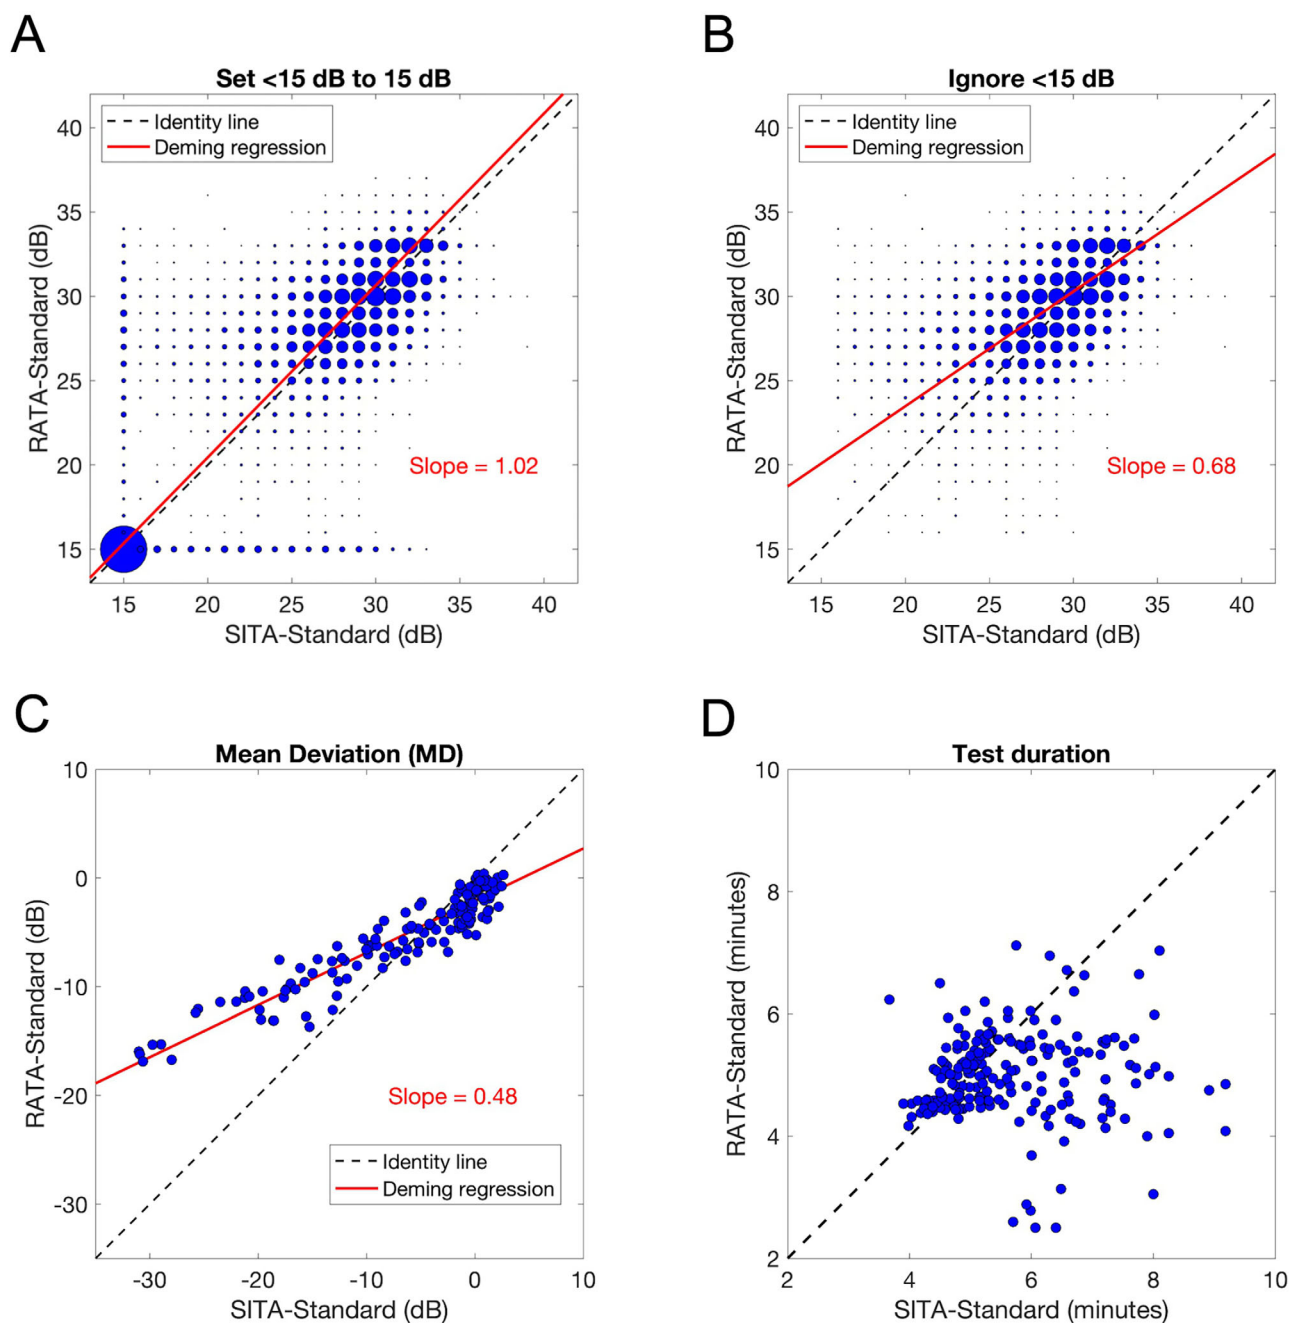 A
Set <15 dB to 15 dB
Identity line
Deming regression
40
35
30
25
20
15
RATA-Standard (dB)
Slope = 1.02
15 20 25 30 35 40
SITA-Standard (dB)
B
Ignore <15 dB
Identity line
Deming regression
40
35
30
25
20
15
RATA-Standard (dB)
Slope = 0.68
15 20 25 30 35 40
SITA-Standard (dB)
C
Mean Deviation (MD)
10
0
-10
-20
-30
RATA-Standard (dB)
Slope = 0.48
Identity line
Deming regression
-30 -20 -10 0 10
SITA-Standard (dB)
D
Test duration
10
8
6
4
2
RATA-Standard (minutes)
2 4 6 8 10
SITA-Standard (minutes)